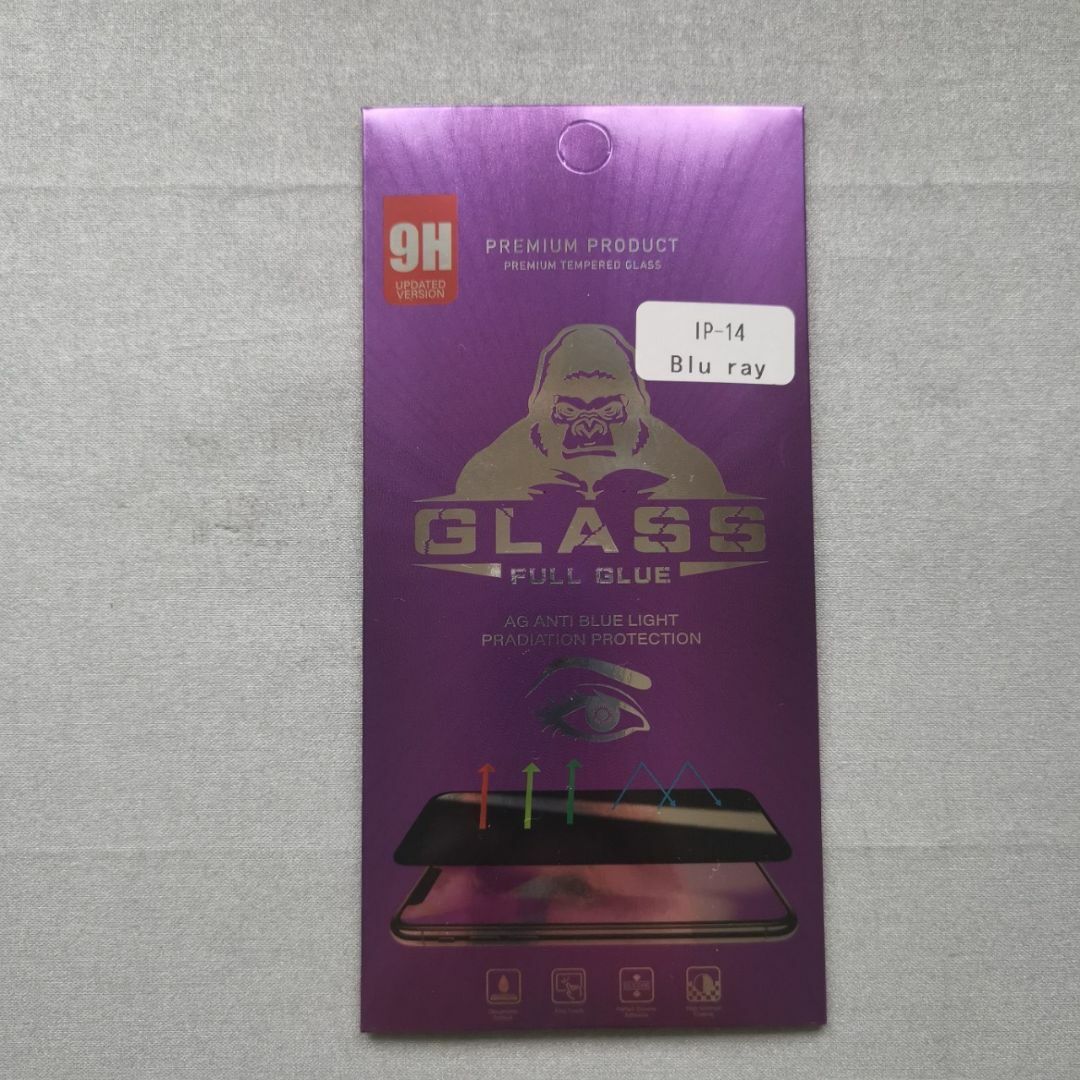 9H
UPDATED
VERSION
PREMIUM PRODUCT
PREMIUM TEMPERED GLASS
IP-14
Blu ray
GLASS
FULL GLUE
AG ANTI BLUE LIGHT
PRADIATION PROTECTION